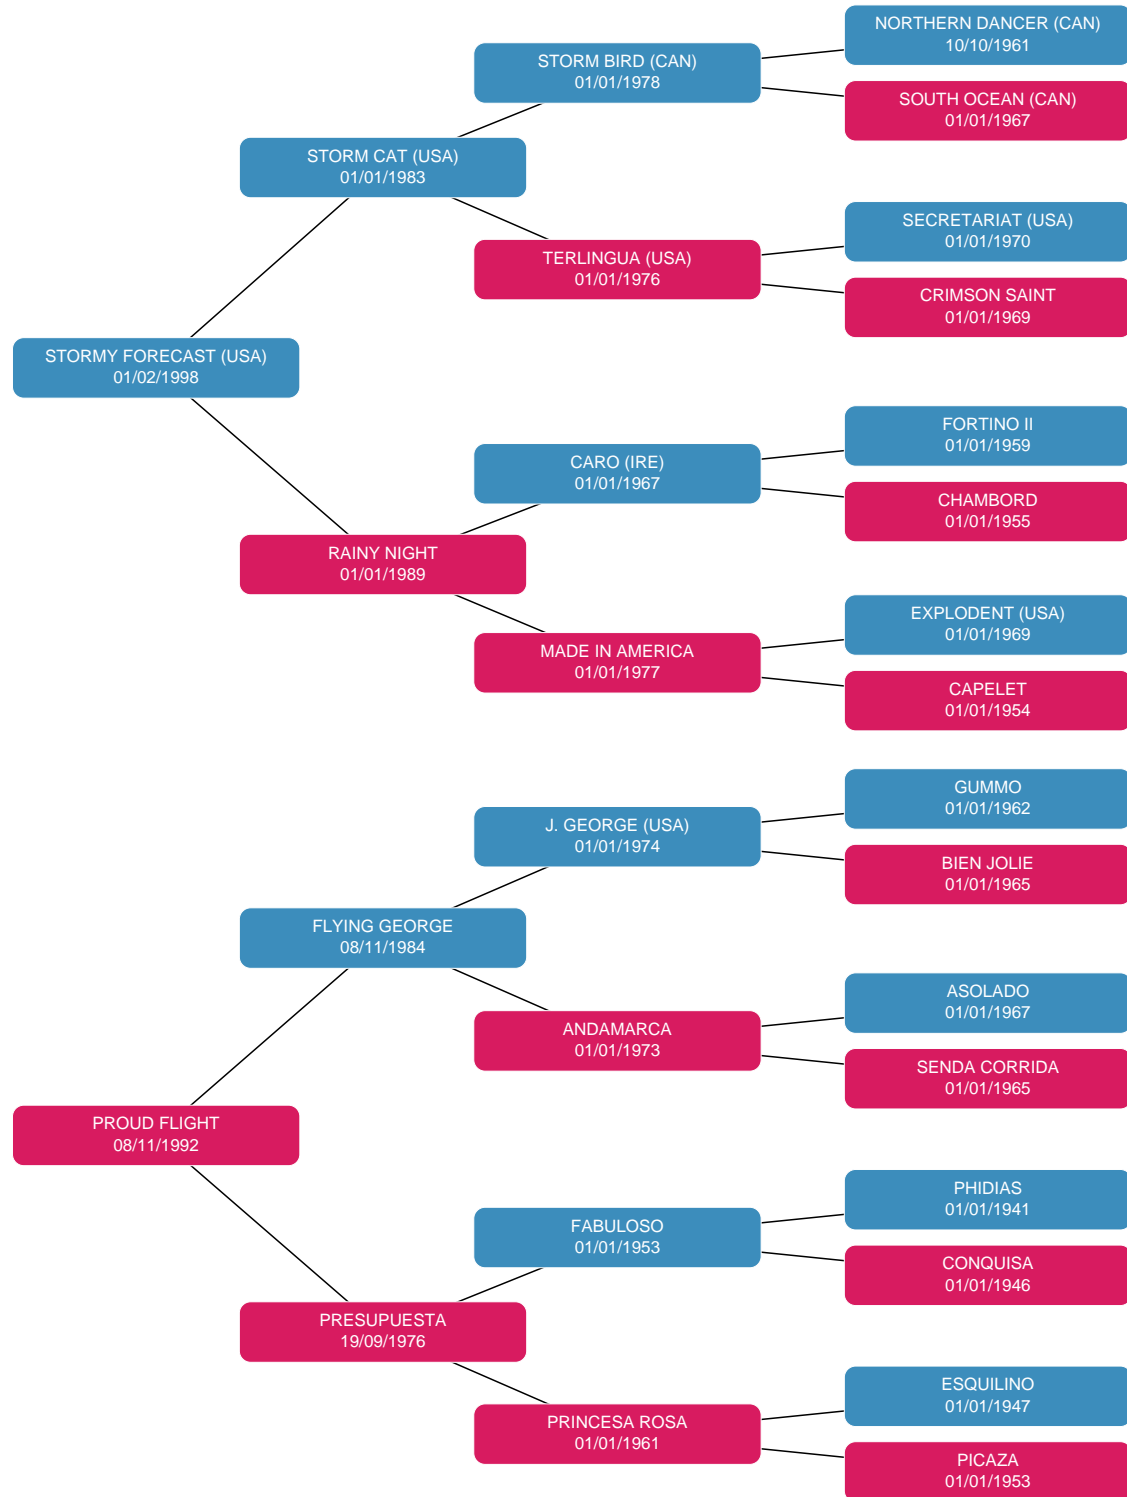 NORTHERN DANCER (CAN)
10/10/1961
STORM BIRD (CAN)
01/01/1978
SOUTH OCEAN (CAN)
01/01/1967
STORM CAT (USA)
01/01/1983
SECRETARIAT (USA)
01/01/1970
TERLINGUA (USA)
01/01/1976
CRIMSON SAINT
01/01/1969
STORMY FORECAST (USA)
01/02/1998
FORTINO II
01/01/1959
CARO (IRE)
01/01/1967
CHAMBORD
01/01/1955
RAINY NIGHT
01/01/1989
EXPLODENT (USA)
01/01/1969
MADE IN AMERICA
01/01/1977
CAPELET
01/01/1954
GUMMO
01/01/1962
J. GEORGE (USA)
01/01/1974
BIEN JOLIE
01/01/1965
FLYING GEORGE
08/11/1984
ASOLADO
01/01/1967
ANDAMARCA
01/01/1973
SENDA CORRIDA
01/01/1965
PROUD FLIGHT
08/11/1992
PHIDIAS
01/01/1941
FABULOSO
01/01/1953
CONQUISA
01/01/1946
PRESUPUESTA
19/09/1976
ESQUILINO
01/01/1947
PRINCESA ROSA
01/01/1961
PICAZA
01/01/1953